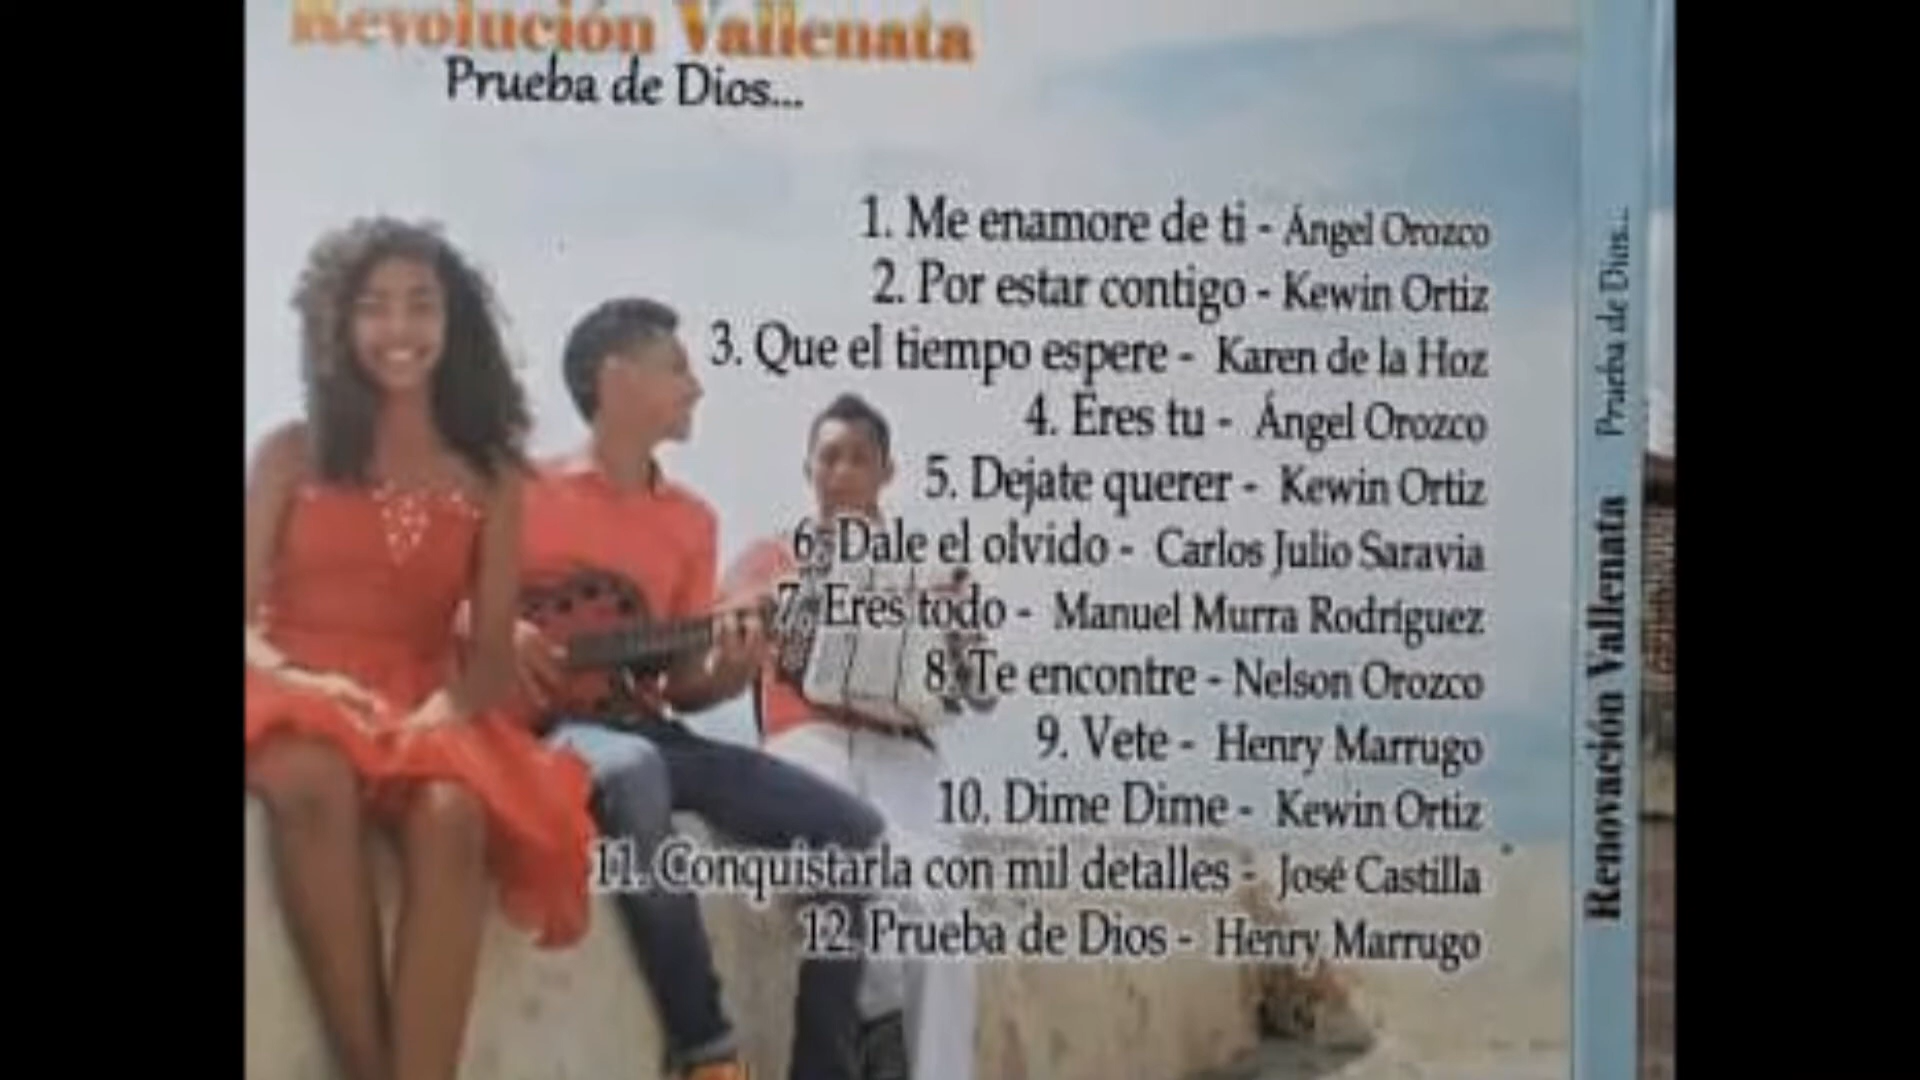 Revolución Vallenata
Prueba de Dios...
1. Me enamore de ti - Ángel Orozco
2. Por estar contigo - Kewin Ortiz
3. Que el tiempo espere - Karen de la Hoz
4. Eres tu - Ángel Orozco
5. Dejate querer - Kewin Ortiz
6. Dale el olvido - Carlos Julio Saravia
7. Eres todo - Manuel Murra Rodríguez
8. Te encontre - Nelson Orozco
9. Vete - Henry Marrugo
10. Dime Dime - Kewin Ortiz
11. Conquistarla con mil detalles - José Castilla
12. Prueba de Dios - Henry Marrugo
Renovación Vallenata Prueba de Dios...